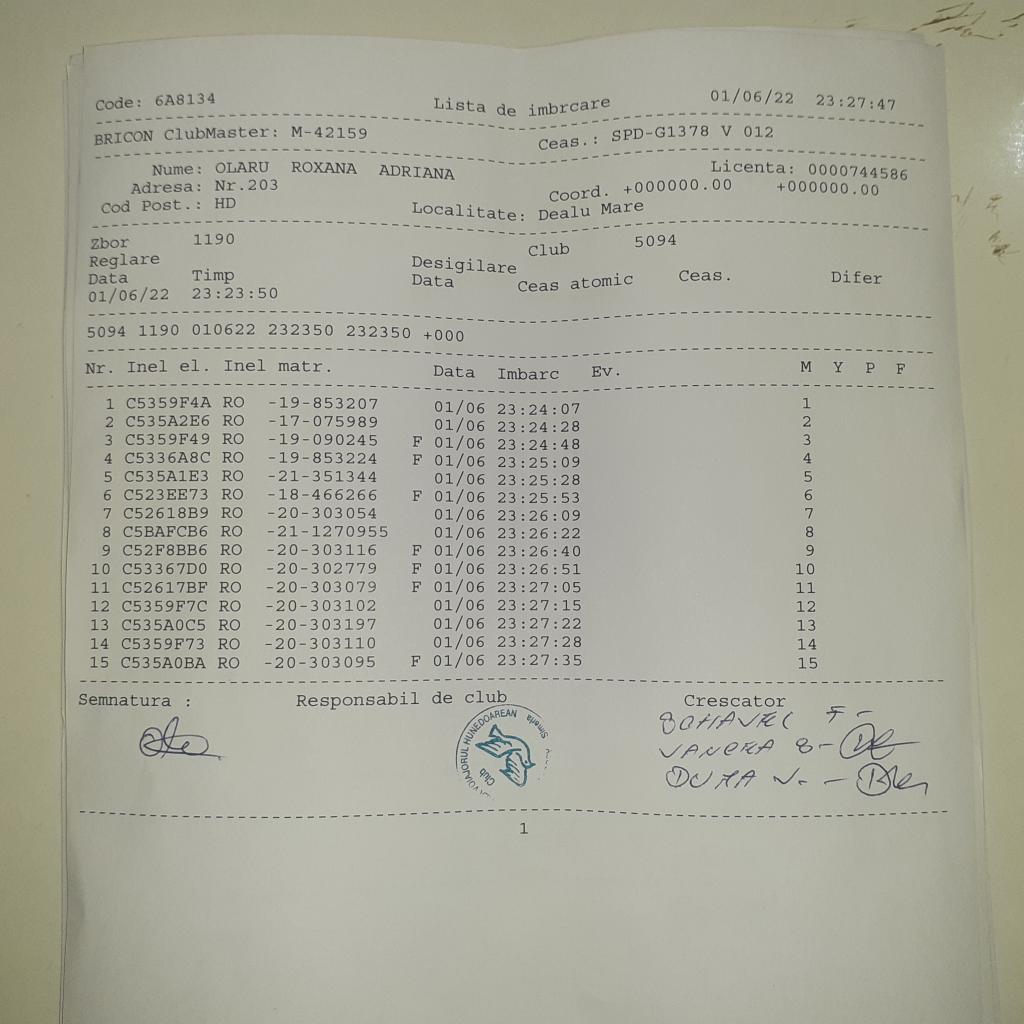 Code: 6A8134 Lista de imbrcare 01/06/22 23:27:47
BRICON ClubMaster: M-42159 Ceas.: SPD-G1378 V 012
Nume: OLARU ROXANA ADRIANA Licenta: 0000744586
Adresa: Nr.203 Coord. +000000.00 +000000.00
Cod Post.: HD Localitate: Dealu Mare
Zbor 1190 Club 5094
Reglare Desigilare
Data Timp Data Ceas atomic Ceas. Difer
01/06/22 23:23:50
5094 1190 010622 232350 232350 +000
Nr. Inel el. Inel matr. Data Imbarc Ev. M Y P F
1 C5359F4A RO -19-853207 01/06 23:24:07 1
2 C535A2E6 RO -17-075989 01/06 23:24:28 2
3 C5359F49 RO -19-090245 F 01/06 23:24:48 3
4 C5336A8C RO -19-853224 F 01/06 23:25:09 4
5 C535A1E3 RO -21-351344 01/06 23:25:28 5
6 C523EE73 RO -18-466266 F 01/06 23:25:53 6
7 C52618B9 RO -20-303054 01/06 23:26:09 7
8 C5BAFCB6 RO -21-1270955 01/06 23:26:22 8
9 C52F8BB6 RO -20-303116 F 01/06 23:26:40 9
10 C53367D0 RO -20-302779 F 01/06 23:26:51 10
11 C52617BF RO -20-303079 F 01/06 23:27:05 11
12 C5359F7C RO -20-303102 01/06 23:27:15 12
13 C535A0C5 RO -20-303197 01/06 23:27:22 13
14 C5359F73 RO -20-303110 01/06 23:27:28 14
15 C535A0BA RO -20-303095 F 01/06 23:27:35 15
Semnatura : Responsabil de club Crescator
VOIAJORUL HUNEDOAREAN Simeria
Club
DUMA V. -
1